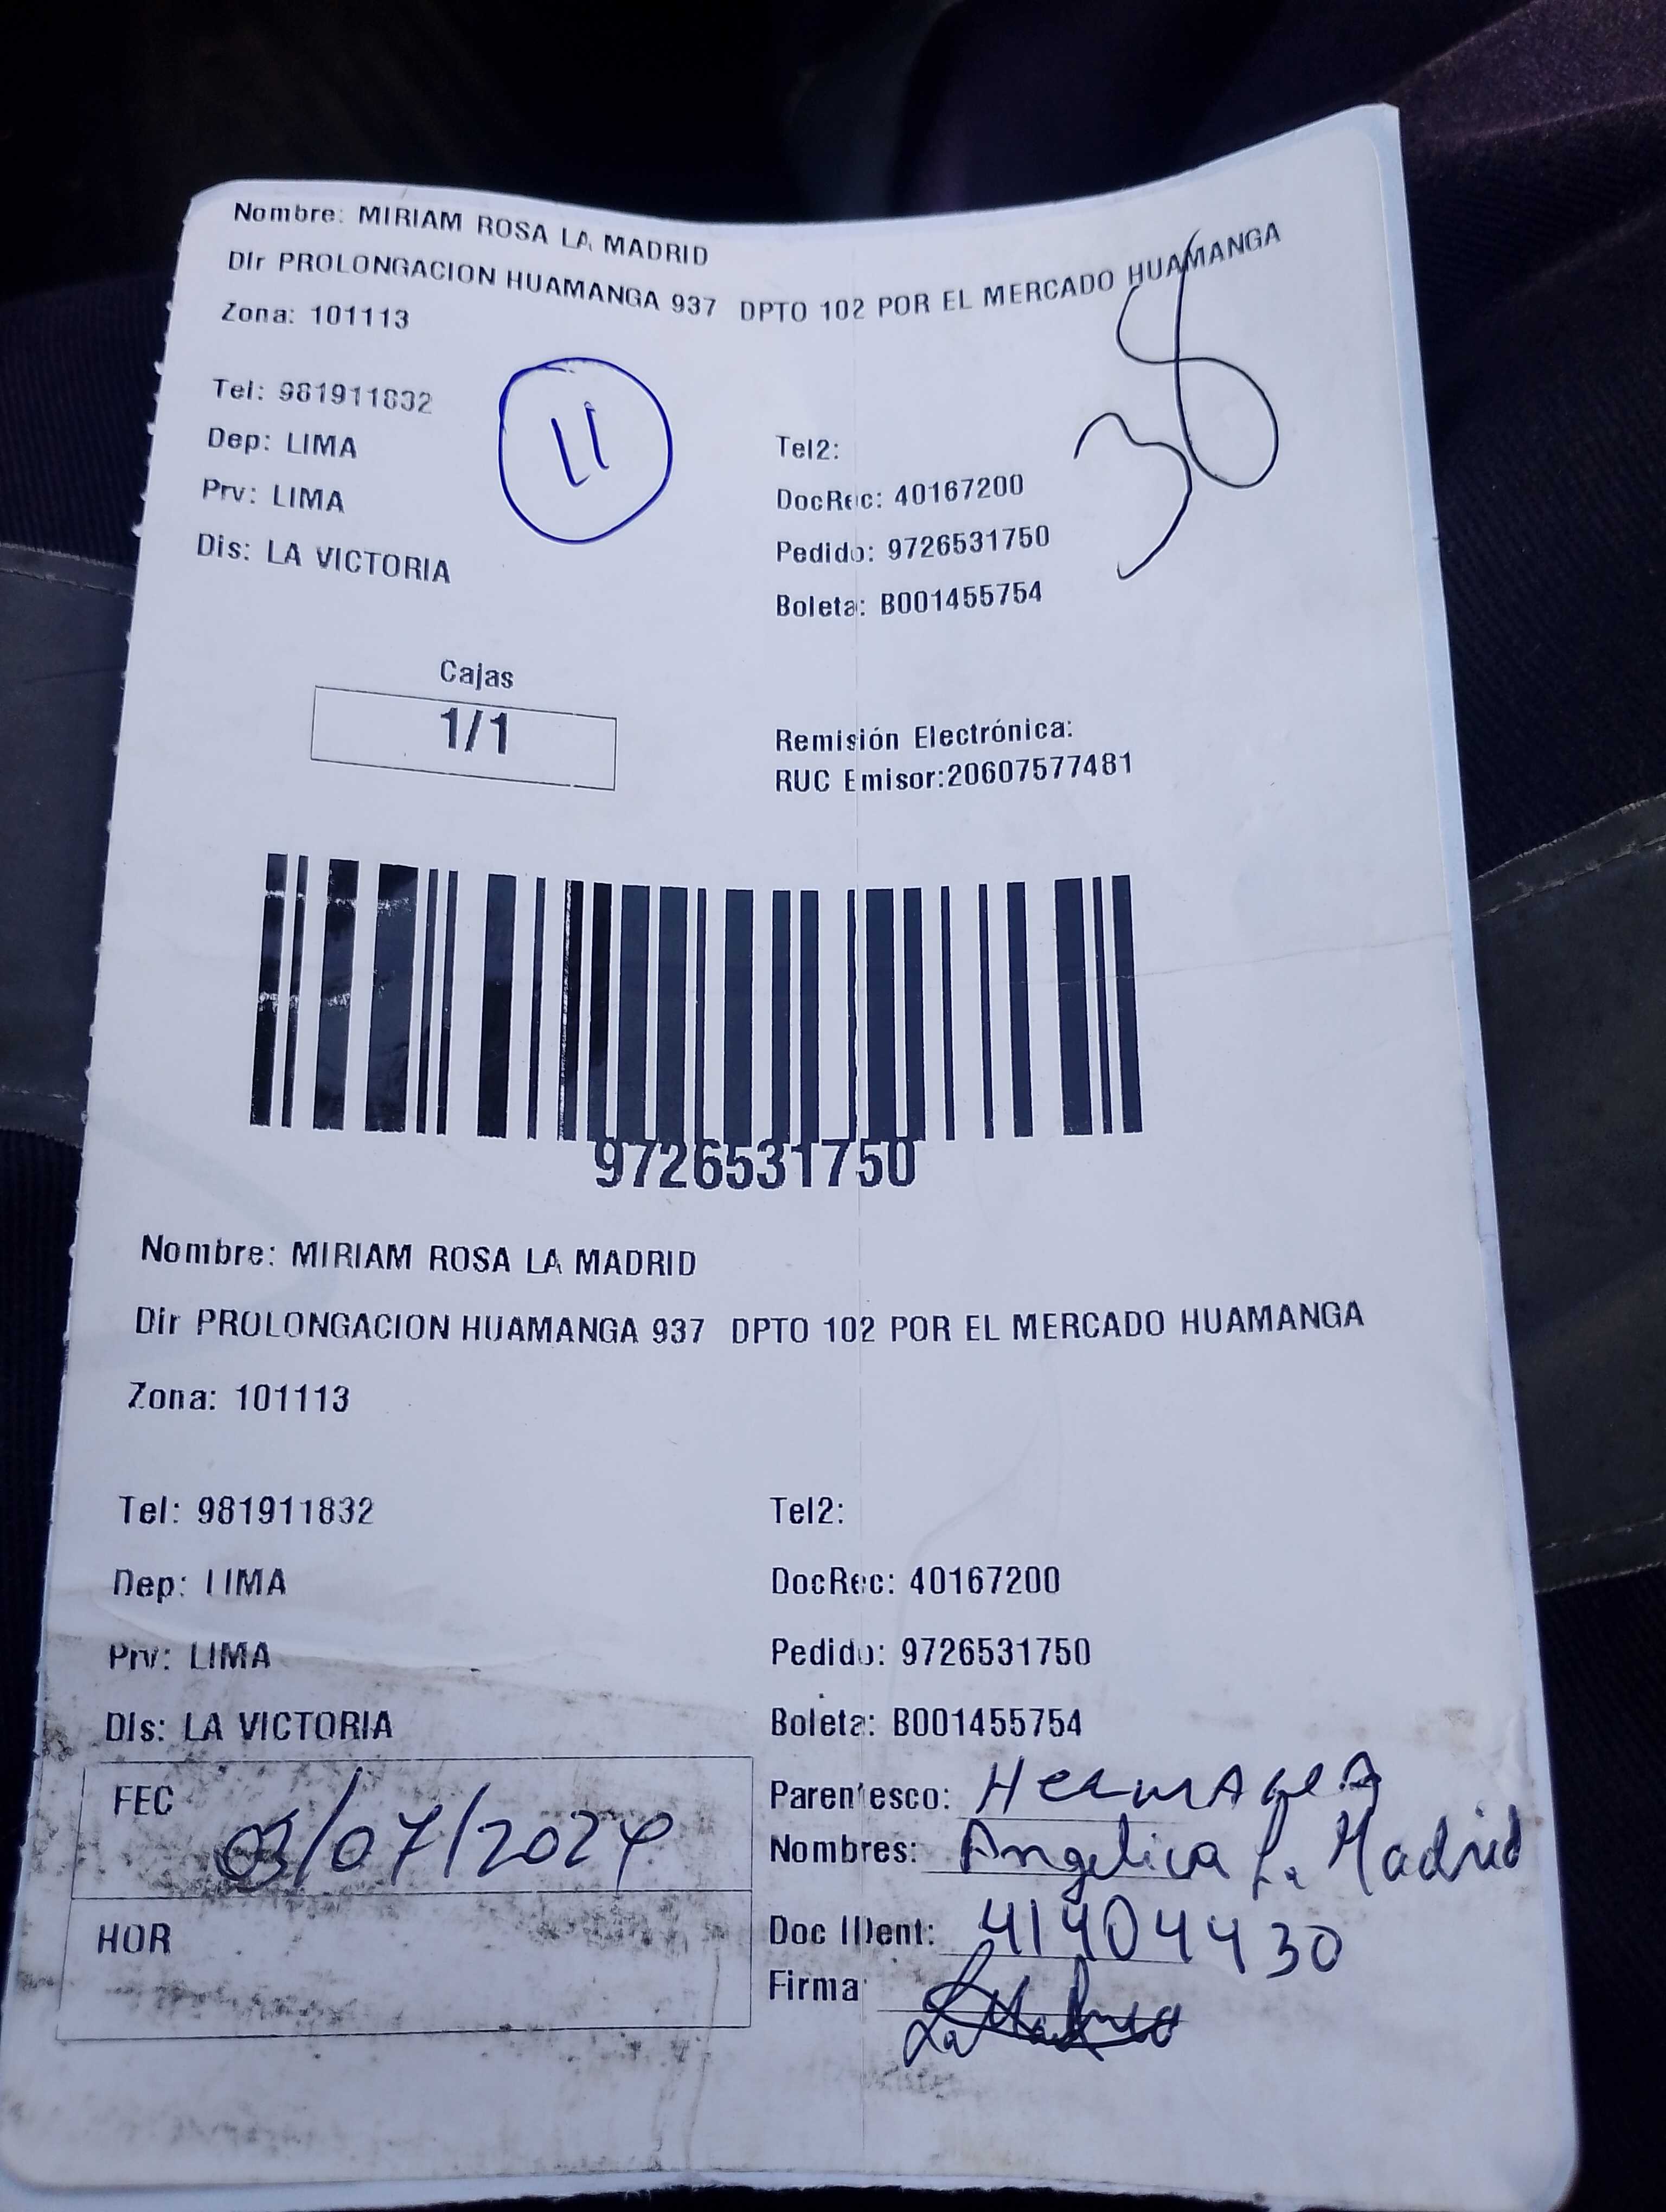 Nombre: MIRIAM ROSA LA MADRID
Dir PROLONGACION HUAMANGA 937 DPTO 102 POR EL MERCADO HUAMANGA
Zona: 101113
36
11
Tel: 981911832
Tel2:
Dep: LIMA
DocRec: 40167200
Prv: LIMA
Pedido: 9726531750
Dis: LA VICTORIA
Boleta: B001455754
Cajas
1/1
Remisión Electrónica:
RUC Emisor:20607577481
9726531750
Nombre: MIRIAM ROSA LA MADRID
Dir PROLONGACION HUAMANGA 937 DPTO 102 POR EL MERCADO HUAMANGA
Zona: 101113
Tel: 981911832
Tel2:
Dep: LIMA
DocRec: 40167200
Prv: LIMA
Pedido: 9726531750
Dis: LA VICTORIA
Boleta: B001455754
FEC 03/07/2024
Parentesco:
Nombres: Angelica La Madrid
HOR
Doc IDent: 41404430
Firma